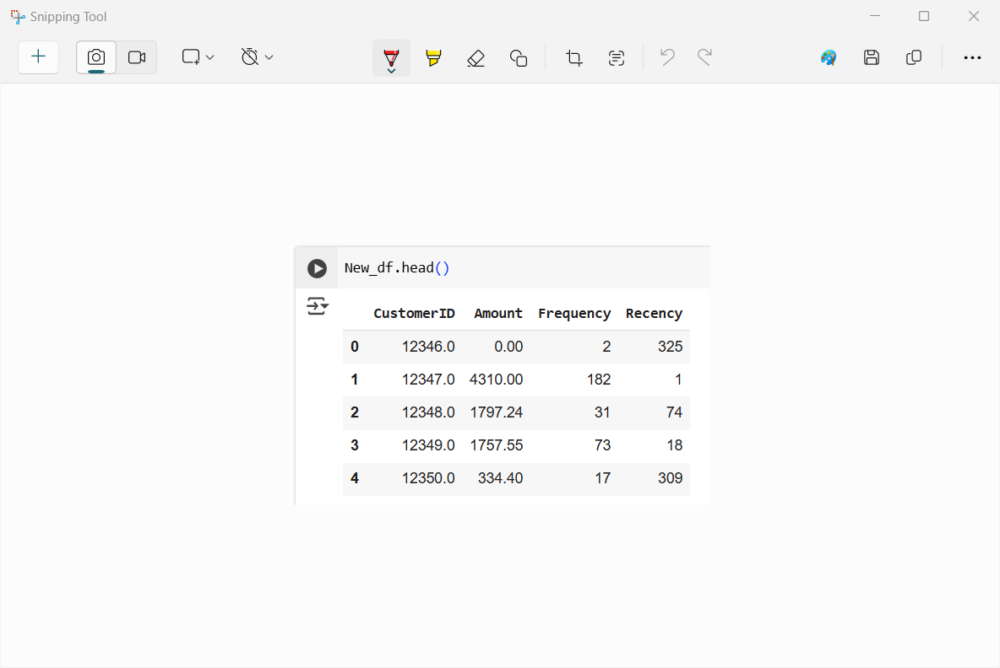 Snipping Tool
New_df.head()
CustomerID Amount Frequency Recency
0 12346.0 0.00 2 325
1 12347.0 4310.00 182 1
2 12348.0 1797.24 31 74
3 12349.0 1757.55 73 18
4 12350.0 334.40 17 309